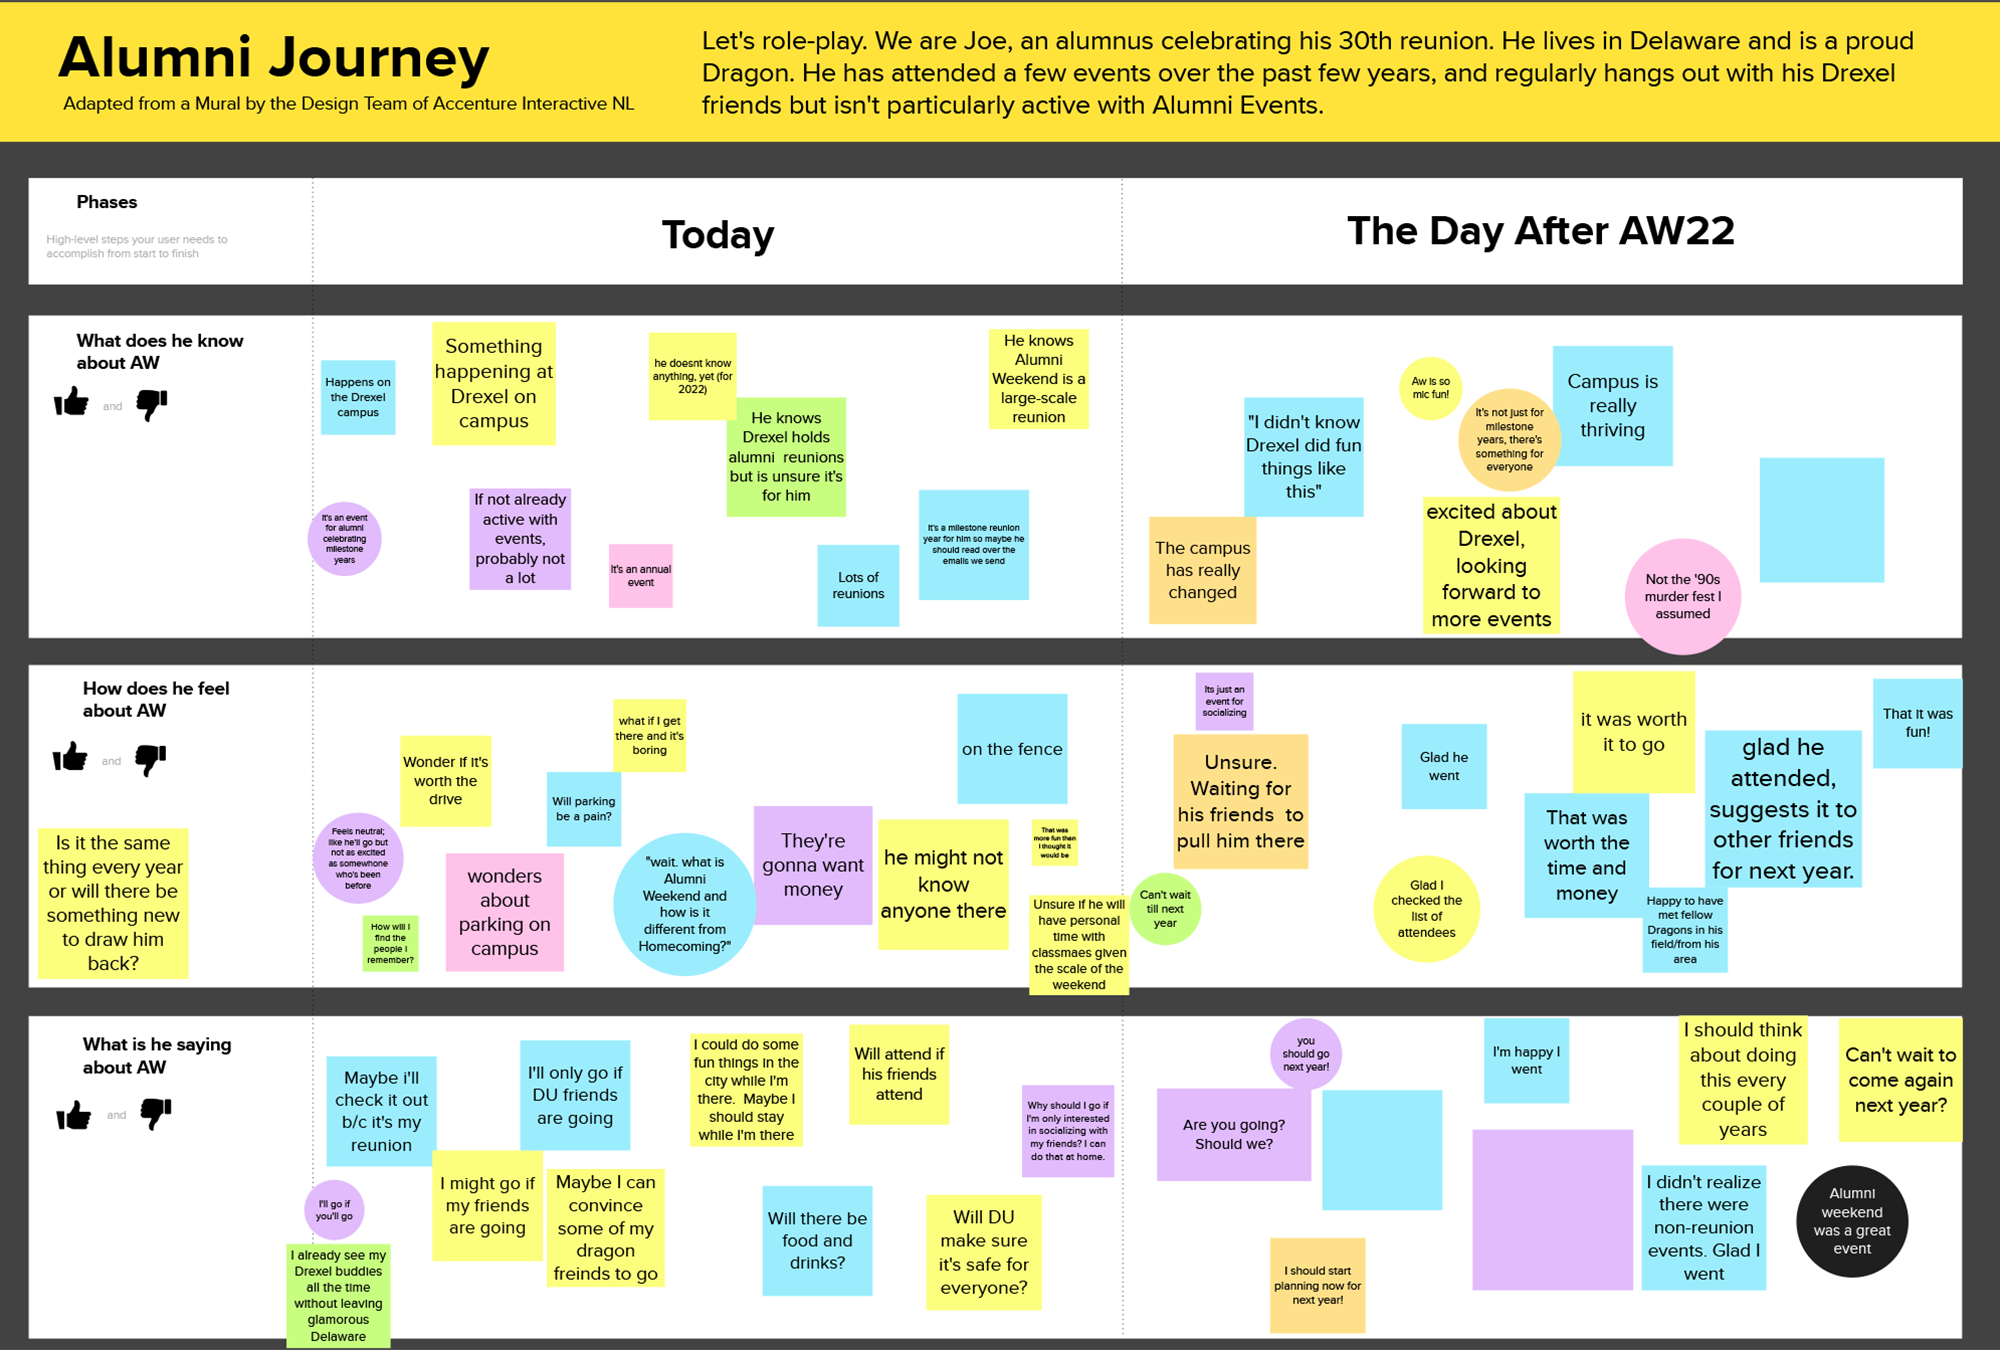 Alumni Journey
Adapted from a Mural by the Design Team of Accenture Interactive NL
Let's role-play. We are Joe, an alumnus celebrating his 30th reunion. He lives in Delaware and is a proud
Dragon. He has attended a few events over the past few years, and regularly hangs out with his Drexel
friends but isn't particularly active with Alumni Events.
Phases
High-level steps your user needs to
accomplish from start to finish
Today
The Day After AW22
What does he know
about AW
and
Happens on
the Drexel
campus
Something
happening at
Drexel on
campus
he doesnt know
anything, yet (for
2022)
He knows
Drexel holds
alumni reunions
but is unsure it's
for him
He knows
Alumni
Weekend is a
large-scale
reunion
It's an event
for alumni
celebrating
milestone
years
If not already
active with
events,
probably not
a lot
It's an annual
event
Lots of
reunions
It's a milestone reunion
year for him so maybe he
should read over the
emails we send
"I didn't know
Drexel did fun
things like
this"
The campus
has really
changed
Aw is so
mic fun!
It's not just for
milestone
years, there's
something for
everyone
Campus is
really
thriving
excited about
Drexel,
looking
forward to
more events
Not the '90s
murder fest I
assumed
How does he feel
about AW
and
Is it the same
thing every year
or will there be
something new
to draw him
back?
Feels neutral;
like he'll go but
not as excited
as somewhone
who's been
before
Wonder if it's
worth the
drive
How will I
find the
people I
remember?
wonders
about
parking on
campus
Will parking
be a pain?
what if I get
there and it's
boring
"wait. what is
Alumni
Weekend and
how is it
different from
Homecoming?"
They're
gonna want
money
he might not
know
anyone there
on the fence
That was
more fun than
I thought it
would be
Unsure if he will
have personal
time with
classmaes given
the scale of the
weekend
Its just an
event for
socializing
Unsure.
Waiting for
his friends to
pull him there
Can't wait
till next
year
Glad he
went
Glad I
checked the
list of
attendees
it was worth
it to go
That was
worth the
time and
money
glad he
attended,
suggests it to
other friends
for next year.
Happy to have
met fellow
Dragons in his
field/from his
area
That it was
fun!
What is he saying
about AW
and
Maybe i'll
check it out
b/c it's my
reunion
I'll go if
you'll go
I already see my
Drexel buddies
all the time
without leaving
glamorous
Delaware
I might go if
my friends
are going
I'll only go if
DU friends
are going
Maybe I can
convince
some of my
dragon
freinds to go
I could do some
fun things in the
city while I'm
there. Maybe I
should stay
while I'm there
Will attend if
his friends
attend
Will there be
food and
drinks?
Will DU
make sure
it's safe for
everyone?
Why should I go if
I'm only interested
in socializing with
my friends? I can
do that at home.
you
should go
next year!
Are you going?
Should we?
I should start
planning now for
next year!
I'm happy I
went
I should think
about doing
this every
couple of
years
Can't wait to
come again
next year?
I didn't realize
there were
non-reunion
events. Glad I
went
Alumni
weekend
was a great
event